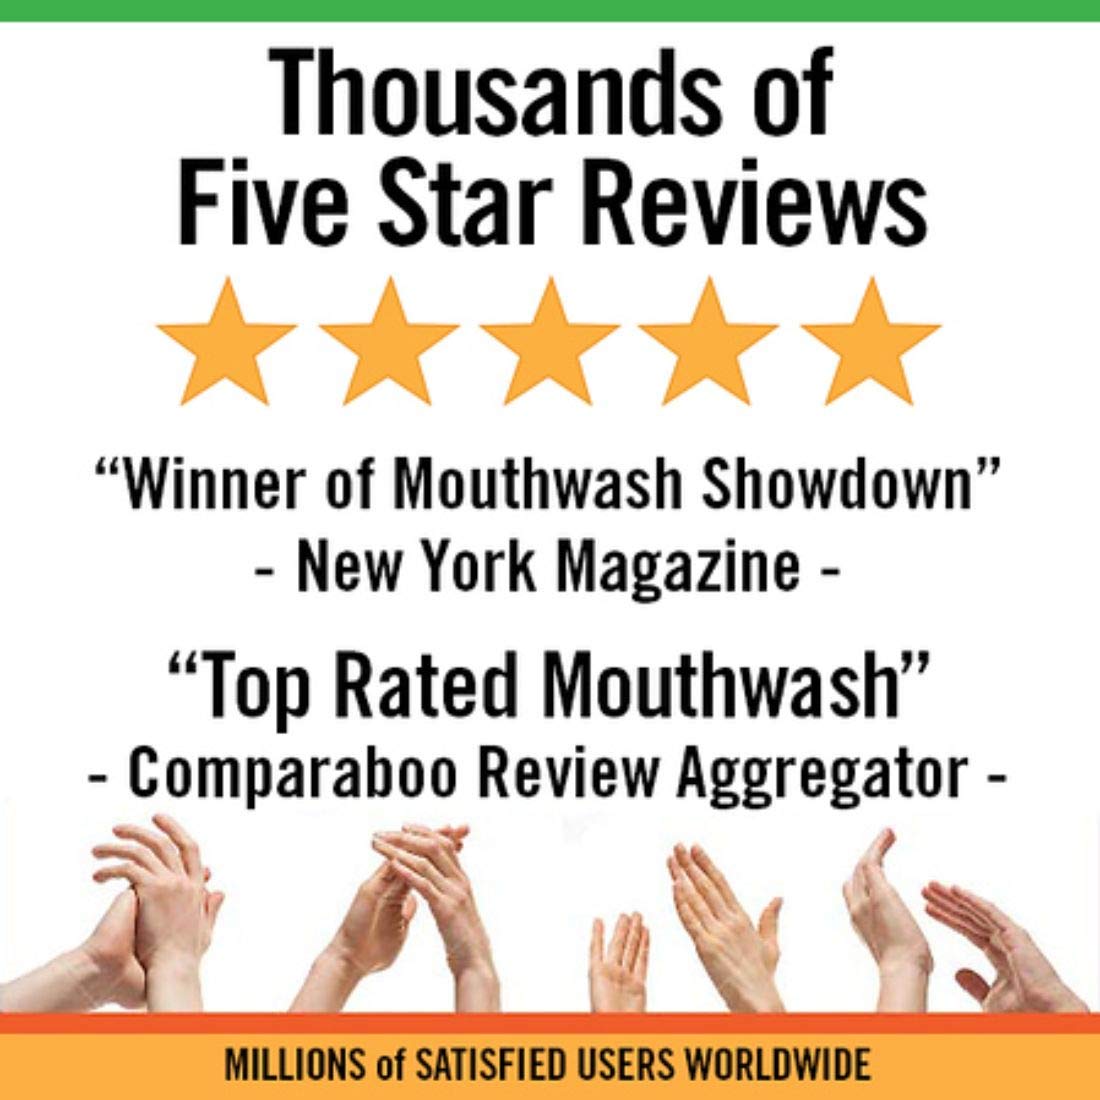 Thousands of
Five Star Reviews
“Winner of Mouthwash Showdown”
- New York Magazine -
“Top Rated Mouthwash”
- Comparaboo Review Aggregator -
MILLIONS of SATISFIED USERS WORLDWIDE